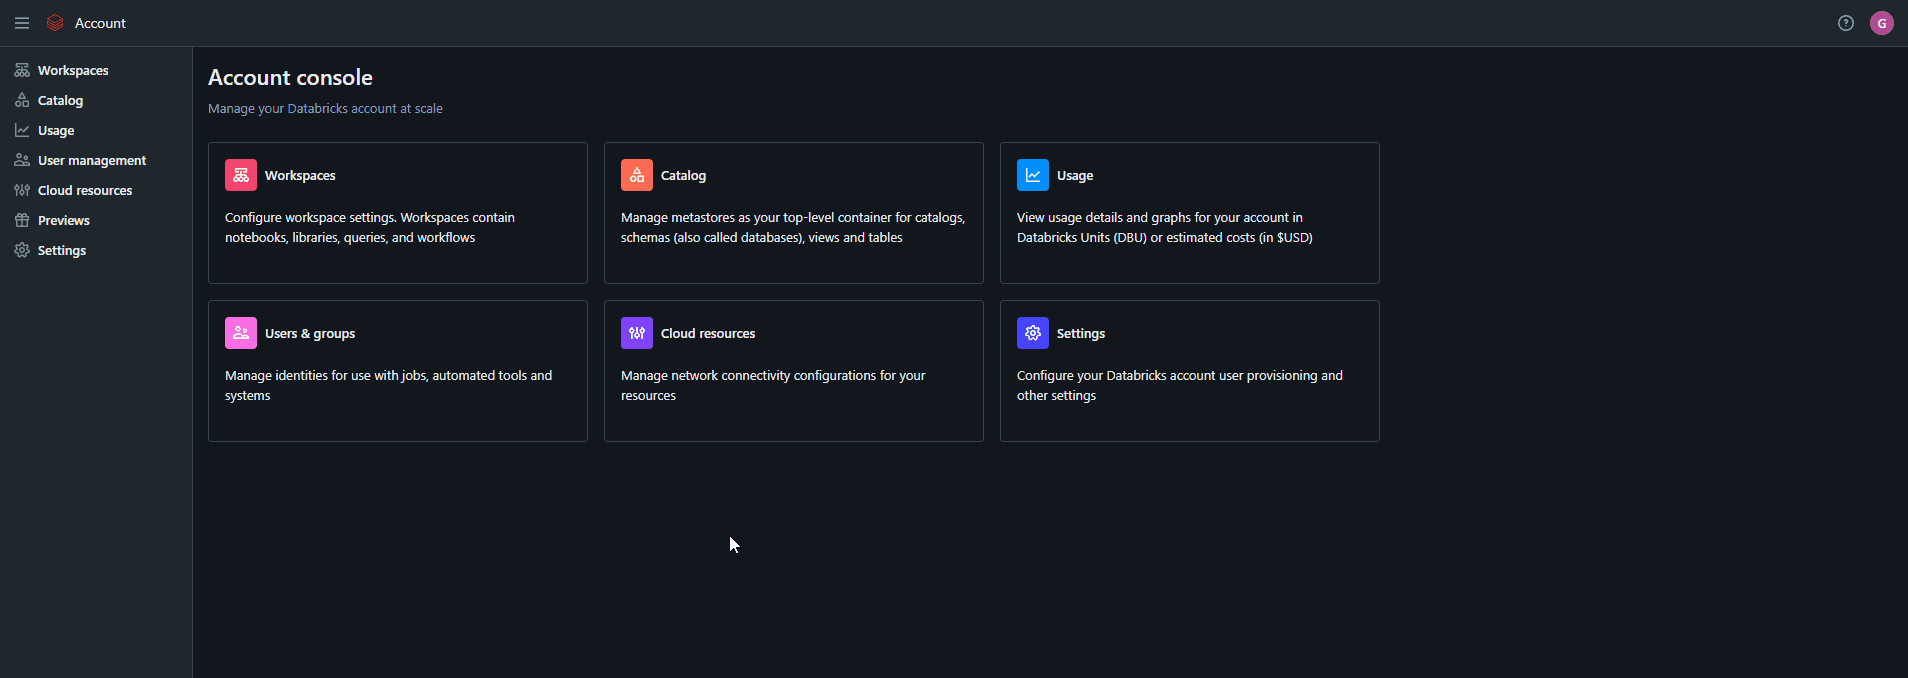 Account
?
G
Workspaces
Catalog
Usage
User management
Cloud resources
Previews
Settings
Account console
Manage your Databricks account at scale
Workspaces
Configure workspace settings. Workspaces contain
notebooks, libraries, queries, and workflows
Catalog
Manage metastores as your top-level container for catalogs,
schemas (also called databases), views and tables
Usage
View usage details and graphs for your account in
Databricks Units (DBU) or estimated costs (in $USD)
Users & groups
Manage identities for use with jobs, automated tools and
systems
Cloud resources
Manage network connectivity configurations for your
resources
Settings
Configure your Databricks account user provisioning and
other settings